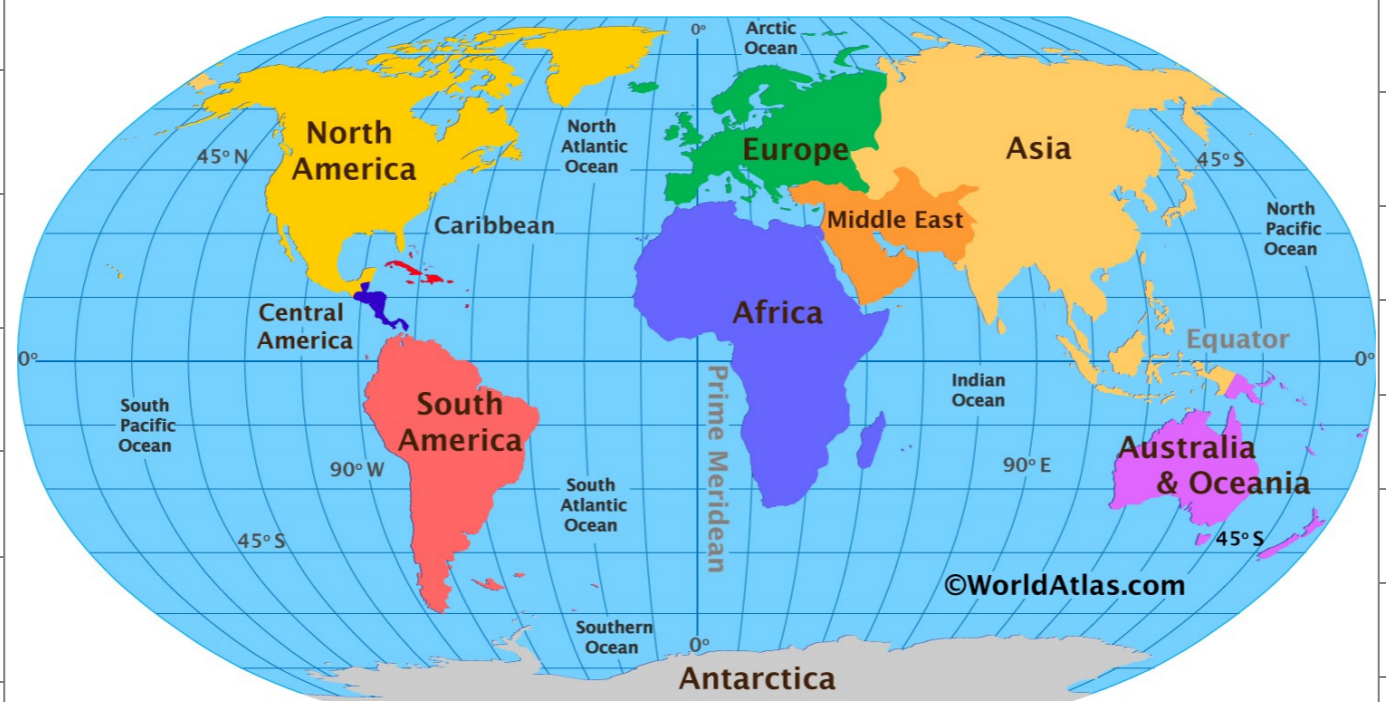 0°
Arctic
Ocean
North
America
45° N
North
Atlantic
Ocean
Europe
Asia
45° S
North
Pacific
Ocean
Caribbean
Middle East
Central
America
Africa
Equator
0°
0°
South
Pacific
Ocean
South
America
Prime Meridean
Indian
Ocean
90° W
90° E
Australia
& Oceania
South
Atlantic
Ocean
45° S
45° S
©WorldAtlas.com
Southern
Ocean
0°
Antarctica